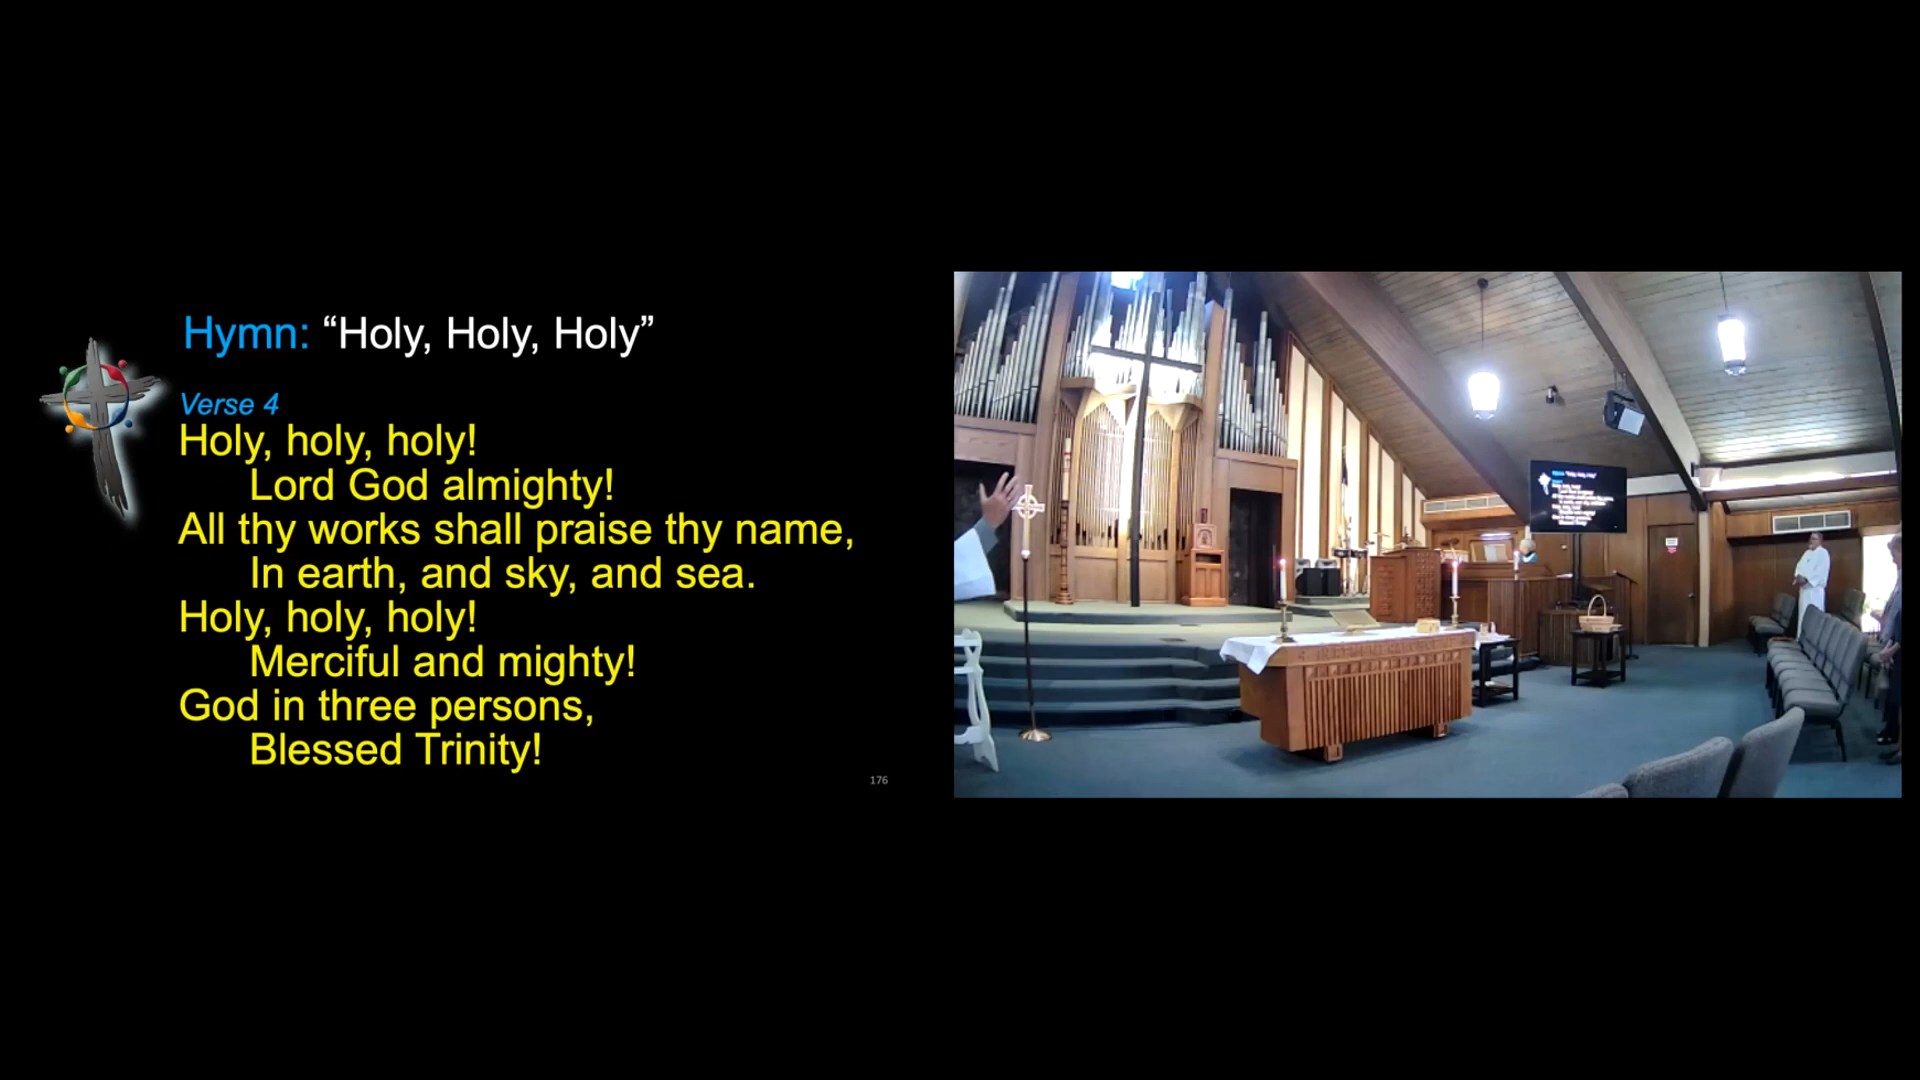 Hymn: “Holy, Holy, Holy”
Verse 4
Holy, holy, holy!
Lord God almighty!
All thy works shall praise thy name,
In earth, and sky, and sea.
Holy, holy, holy!
Merciful and mighty!
God in three persons,
Blessed Trinity!
176